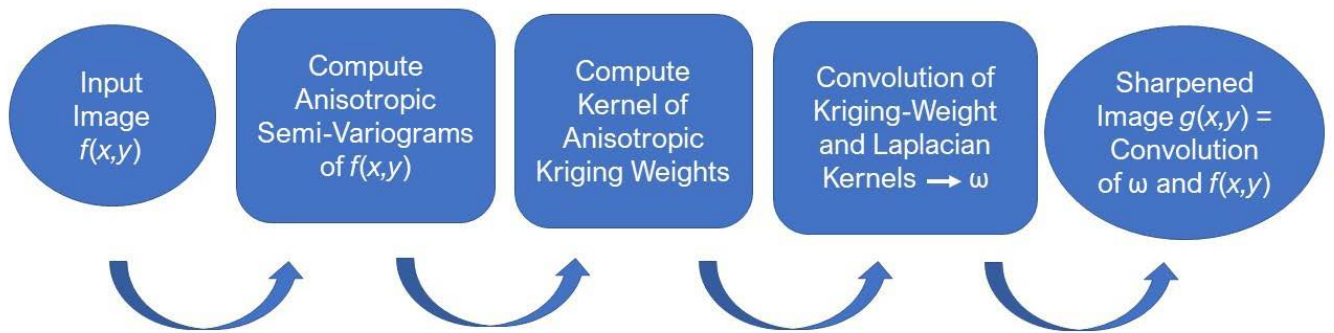 Input
Image
f(x,y)
Compute
Anisotropic
Semi-Variograms
of f(x,y)
Compute
Kernel of
Anisotropic
Kriging Weights
Convolution of
Kriging-Weight
and Laplacian
Kernels → ω
Sharpened
Image g(x,y) =
Convolution
of ω and f(x,y)